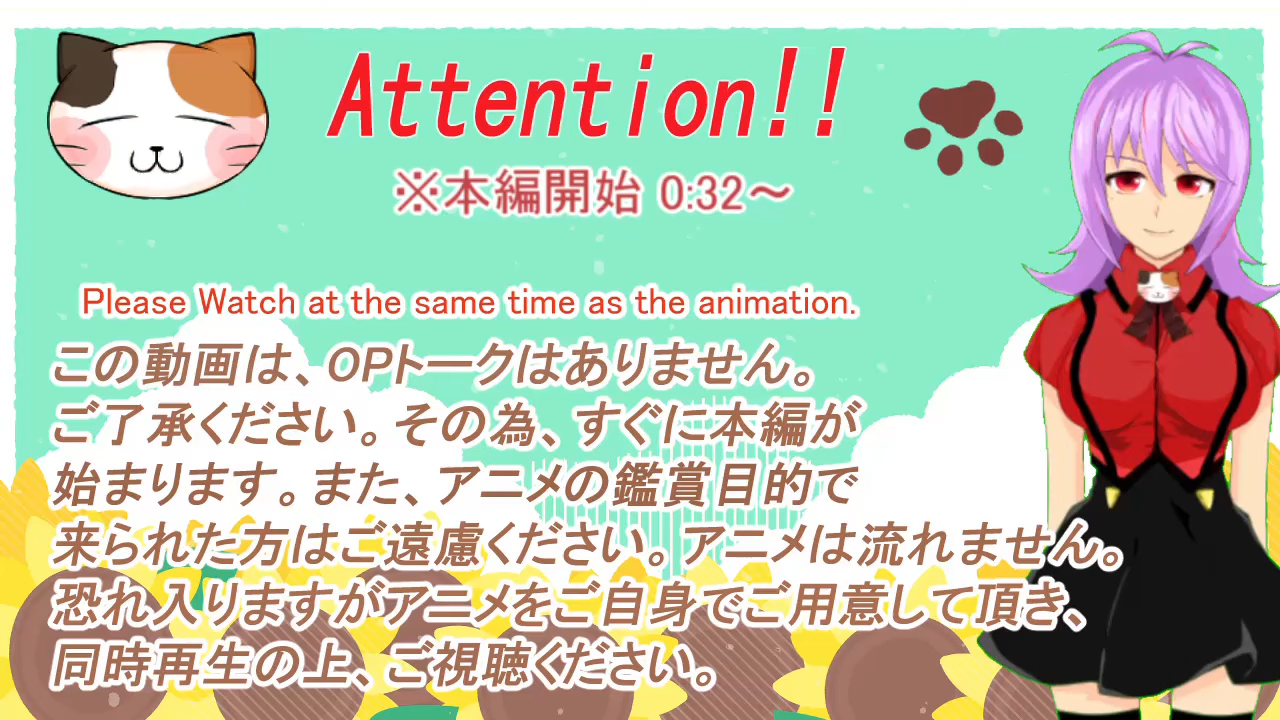 Attention!!
※本編開始 0:32～
Please Watch at the same time as the animation.
この動画は、OPトークはありません。
ご了承ください。その為、すぐに本編が
始まります。また、アニメの鑑賞目的で
来られた方はご遠慮ください。アニメは流れません。
恐れ入りますがアニメをご自身でご用意して頂き、
同時再生の上、ご視聴ください。